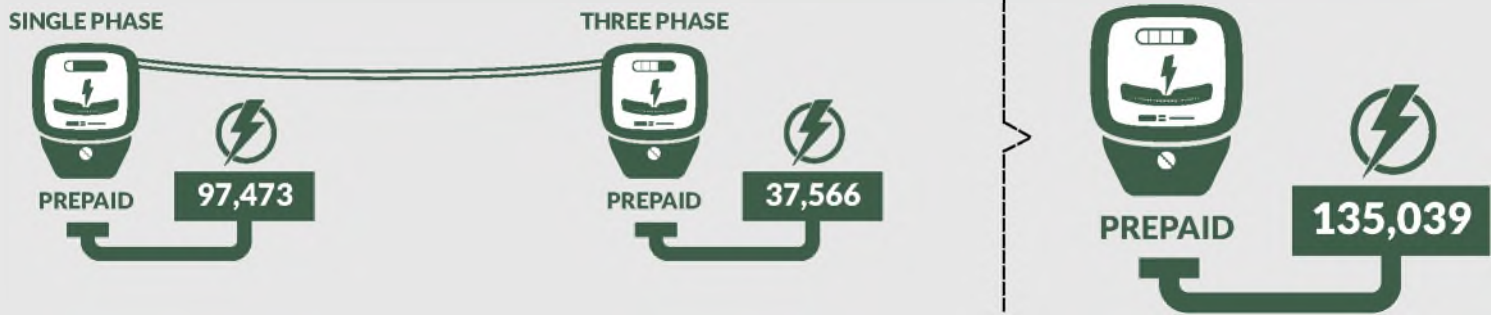 SINGLE PHASE
PREPAID
97,473
THREE PHASE
PREPAID
37,566
PREPAID
135,039